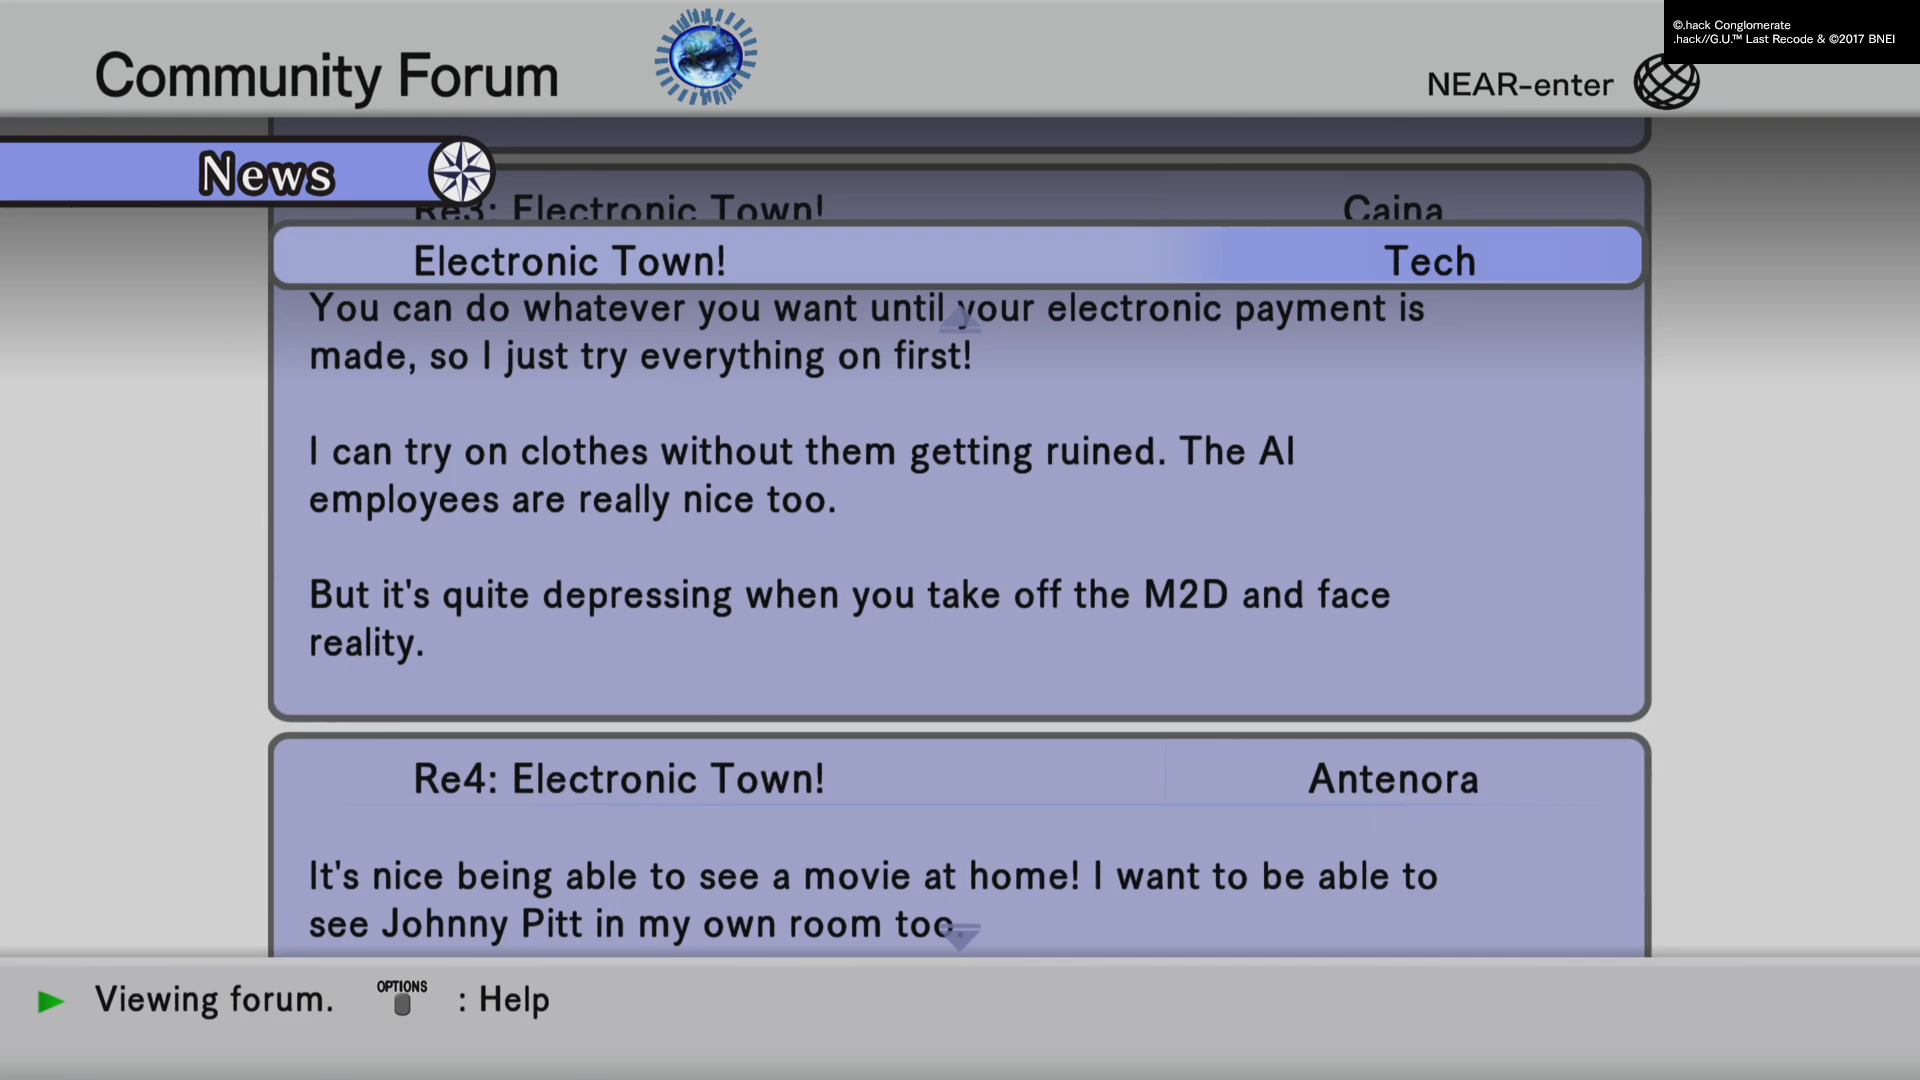 ©.hack Conglomerate
.hack//G.U.™ Last Recode & ©2017 BNEI
Community Forum
NEAR-enter
News
Re3: Electronic Town!
Caina
Electronic Town!
Tech
You can do whatever you want until your electronic payment is
made, so I just try everything on first!
I can try on clothes without them getting ruined. The AI
employees are really nice too.
But it's quite depressing when you take off the M2D and face
reality.
Re4: Electronic Town!
Antenora
It's nice being able to see a movie at home! I want to be able to
see Johnny Pitt in my own room too.
Viewing forum.
OPTIONS
: Help